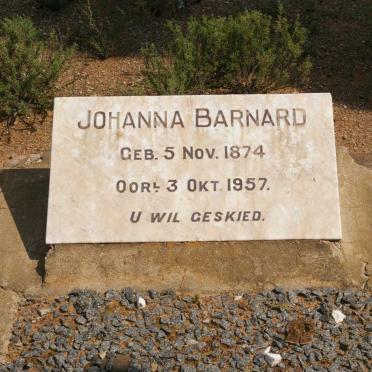 JOHANNA BARNARD
GEB. 5 NOV. 1874
OORL. 3 OKT. 1957.
U WIL GESKIED.